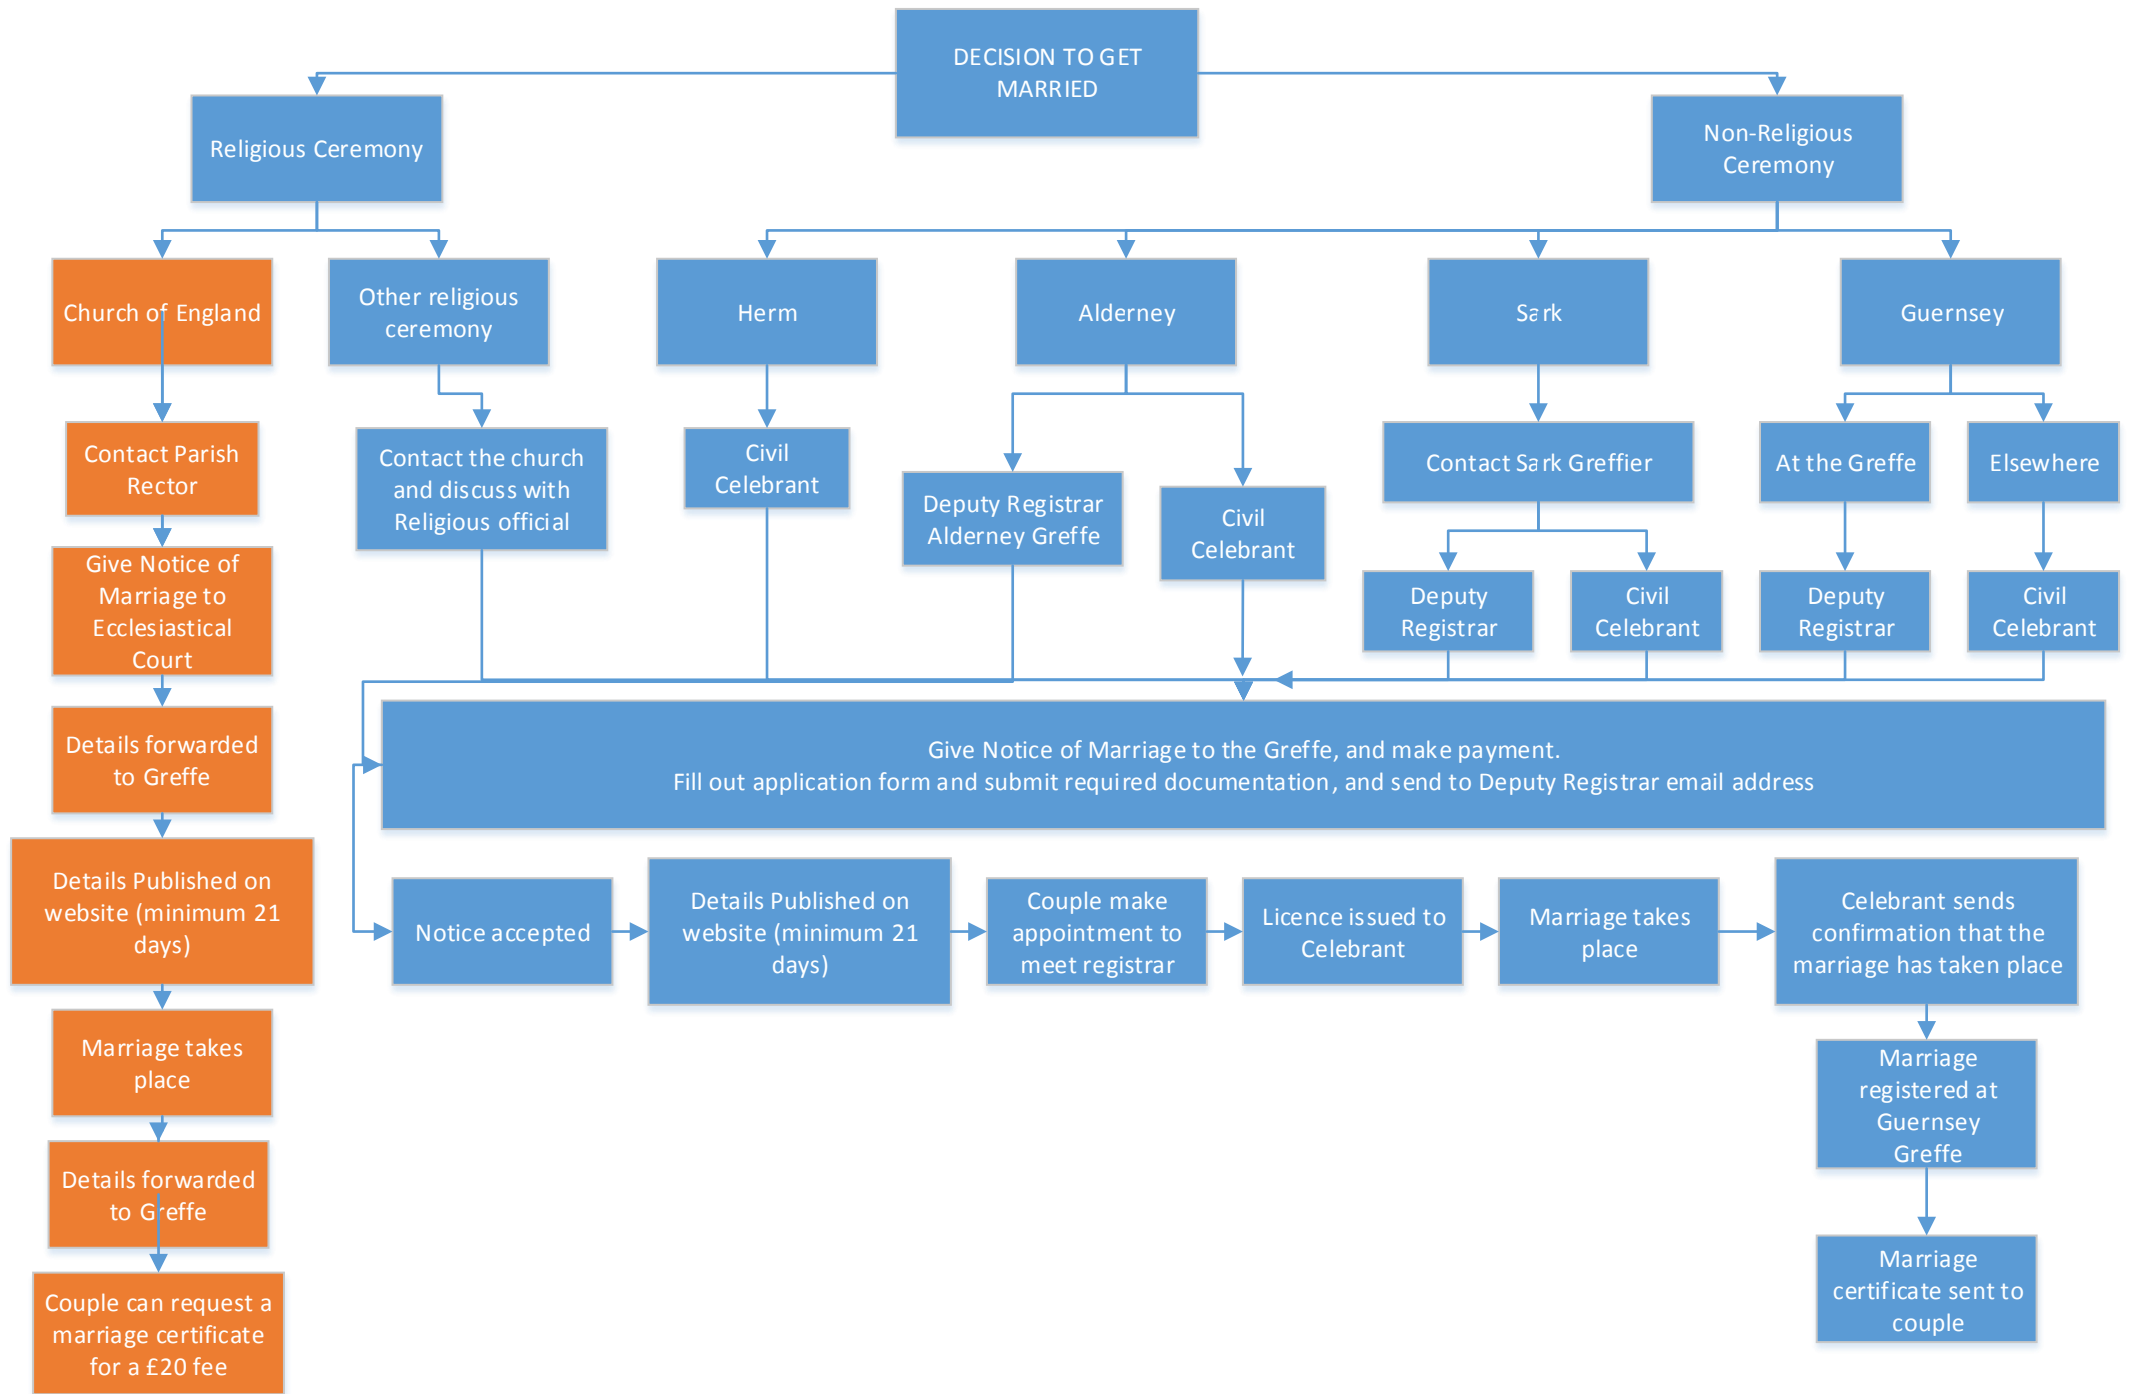 DECISION TO GET
MARRIED
Religious Ceremony
Non-Religious
Ceremony
Church of England
Other religious
ceremony
Herm
Alderney
Sark
Guernsey
Contact Parish
Rector
Contact the church
and discuss with
Religious official
Civil
Celebrant
Deputy Registrar
Alderney Greffe
Civil
Celebrant
Contact Sark Greffier
At the Greffe
Elsewhere
Give Notice of
Marriage to
Ecclesiastical
Court
Deputy
Registrar
Civil
Celebrant
Deputy
Registrar
Civil
Celebrant
Details forwarded
to Greffe
Give Notice of Marriage to the Greffe, and make payment.
Fill out application form and submit required documentation, and send to Deputy Registrar email address
Details Published on
website (minimum 21
days)
Notice accepted
Details Published on
website (minimum 21
days)
Couple make
appointment to
meet registrar
Licence issued to
Celebrant
Marriage takes
place
Celebrant sends
confirmation that the
marriage has taken place
Marriage takes
place
Marriage
registered at
Guernsey
Greffe
Details forwarded
to Greffe
Marriage
certificate sent to
couple
Couple can request a
marriage certificate
for a £20 fee